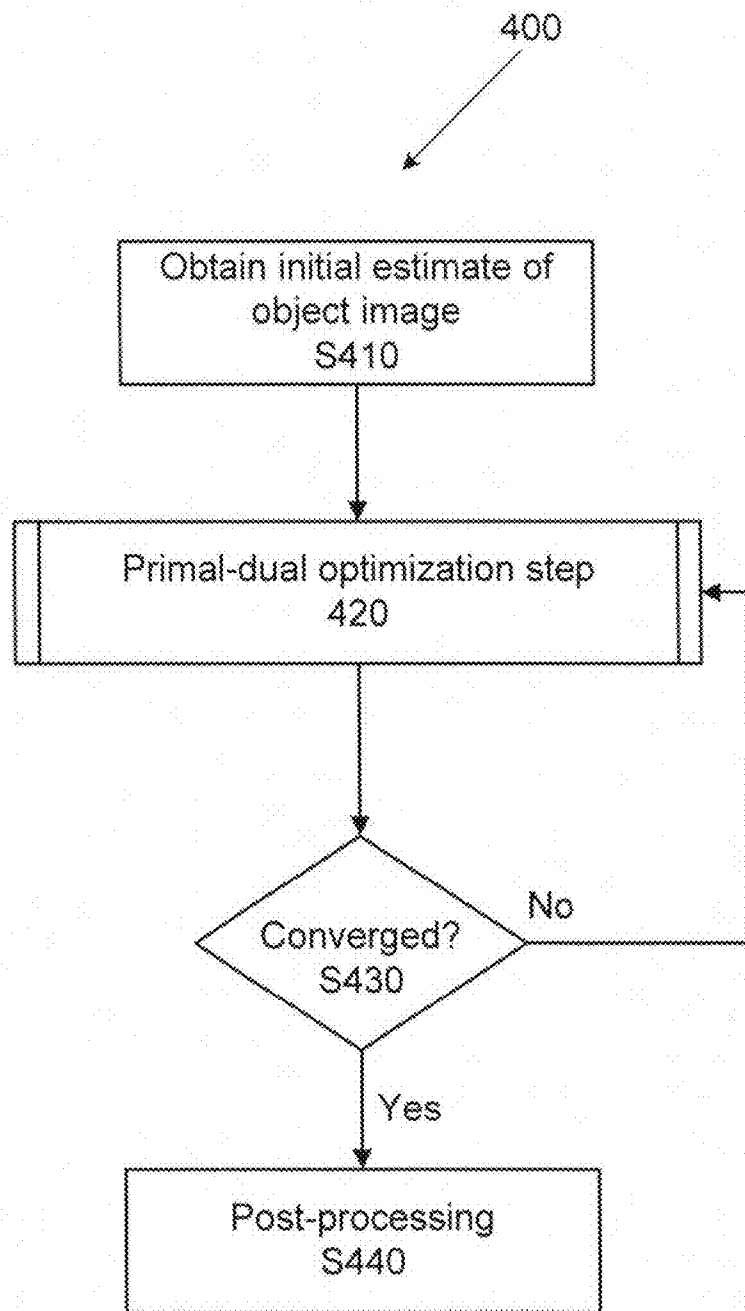 400
Obtain initial estimate of
object image
S410
Primal-dual optimization step
420
Converged?
S430
No
Yes
Post-processing
S440